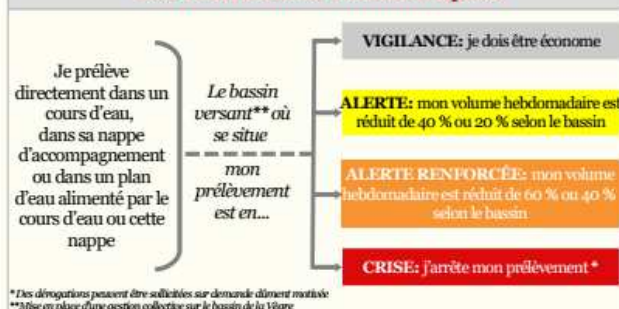 Je prélève
directement dans un
cours d'eau,
dans sa nappe
d'accompagnement
ou dans un plan
d'eau alimenté par le
cours d'eau ou cette
nappe
Le bassin
versant** où
se situe
mon
prélèvement
est en...
VIGILANCE: je dois être économe
ALERTE: mon volume hebdomadaire est
réduit de 40 % ou 20 % selon le bassin
ALERTE RENFORCÉE: mon volume
hebdomadaire est réduit de 60 % ou 40 %
selon le bassin
CRISE: j'arrête mon prélèvement *
* Des dérogations peuvent être sollicitées sur demande dûment motivée
**Mise en place d'une gestion collective sur le bassin de la Vègre